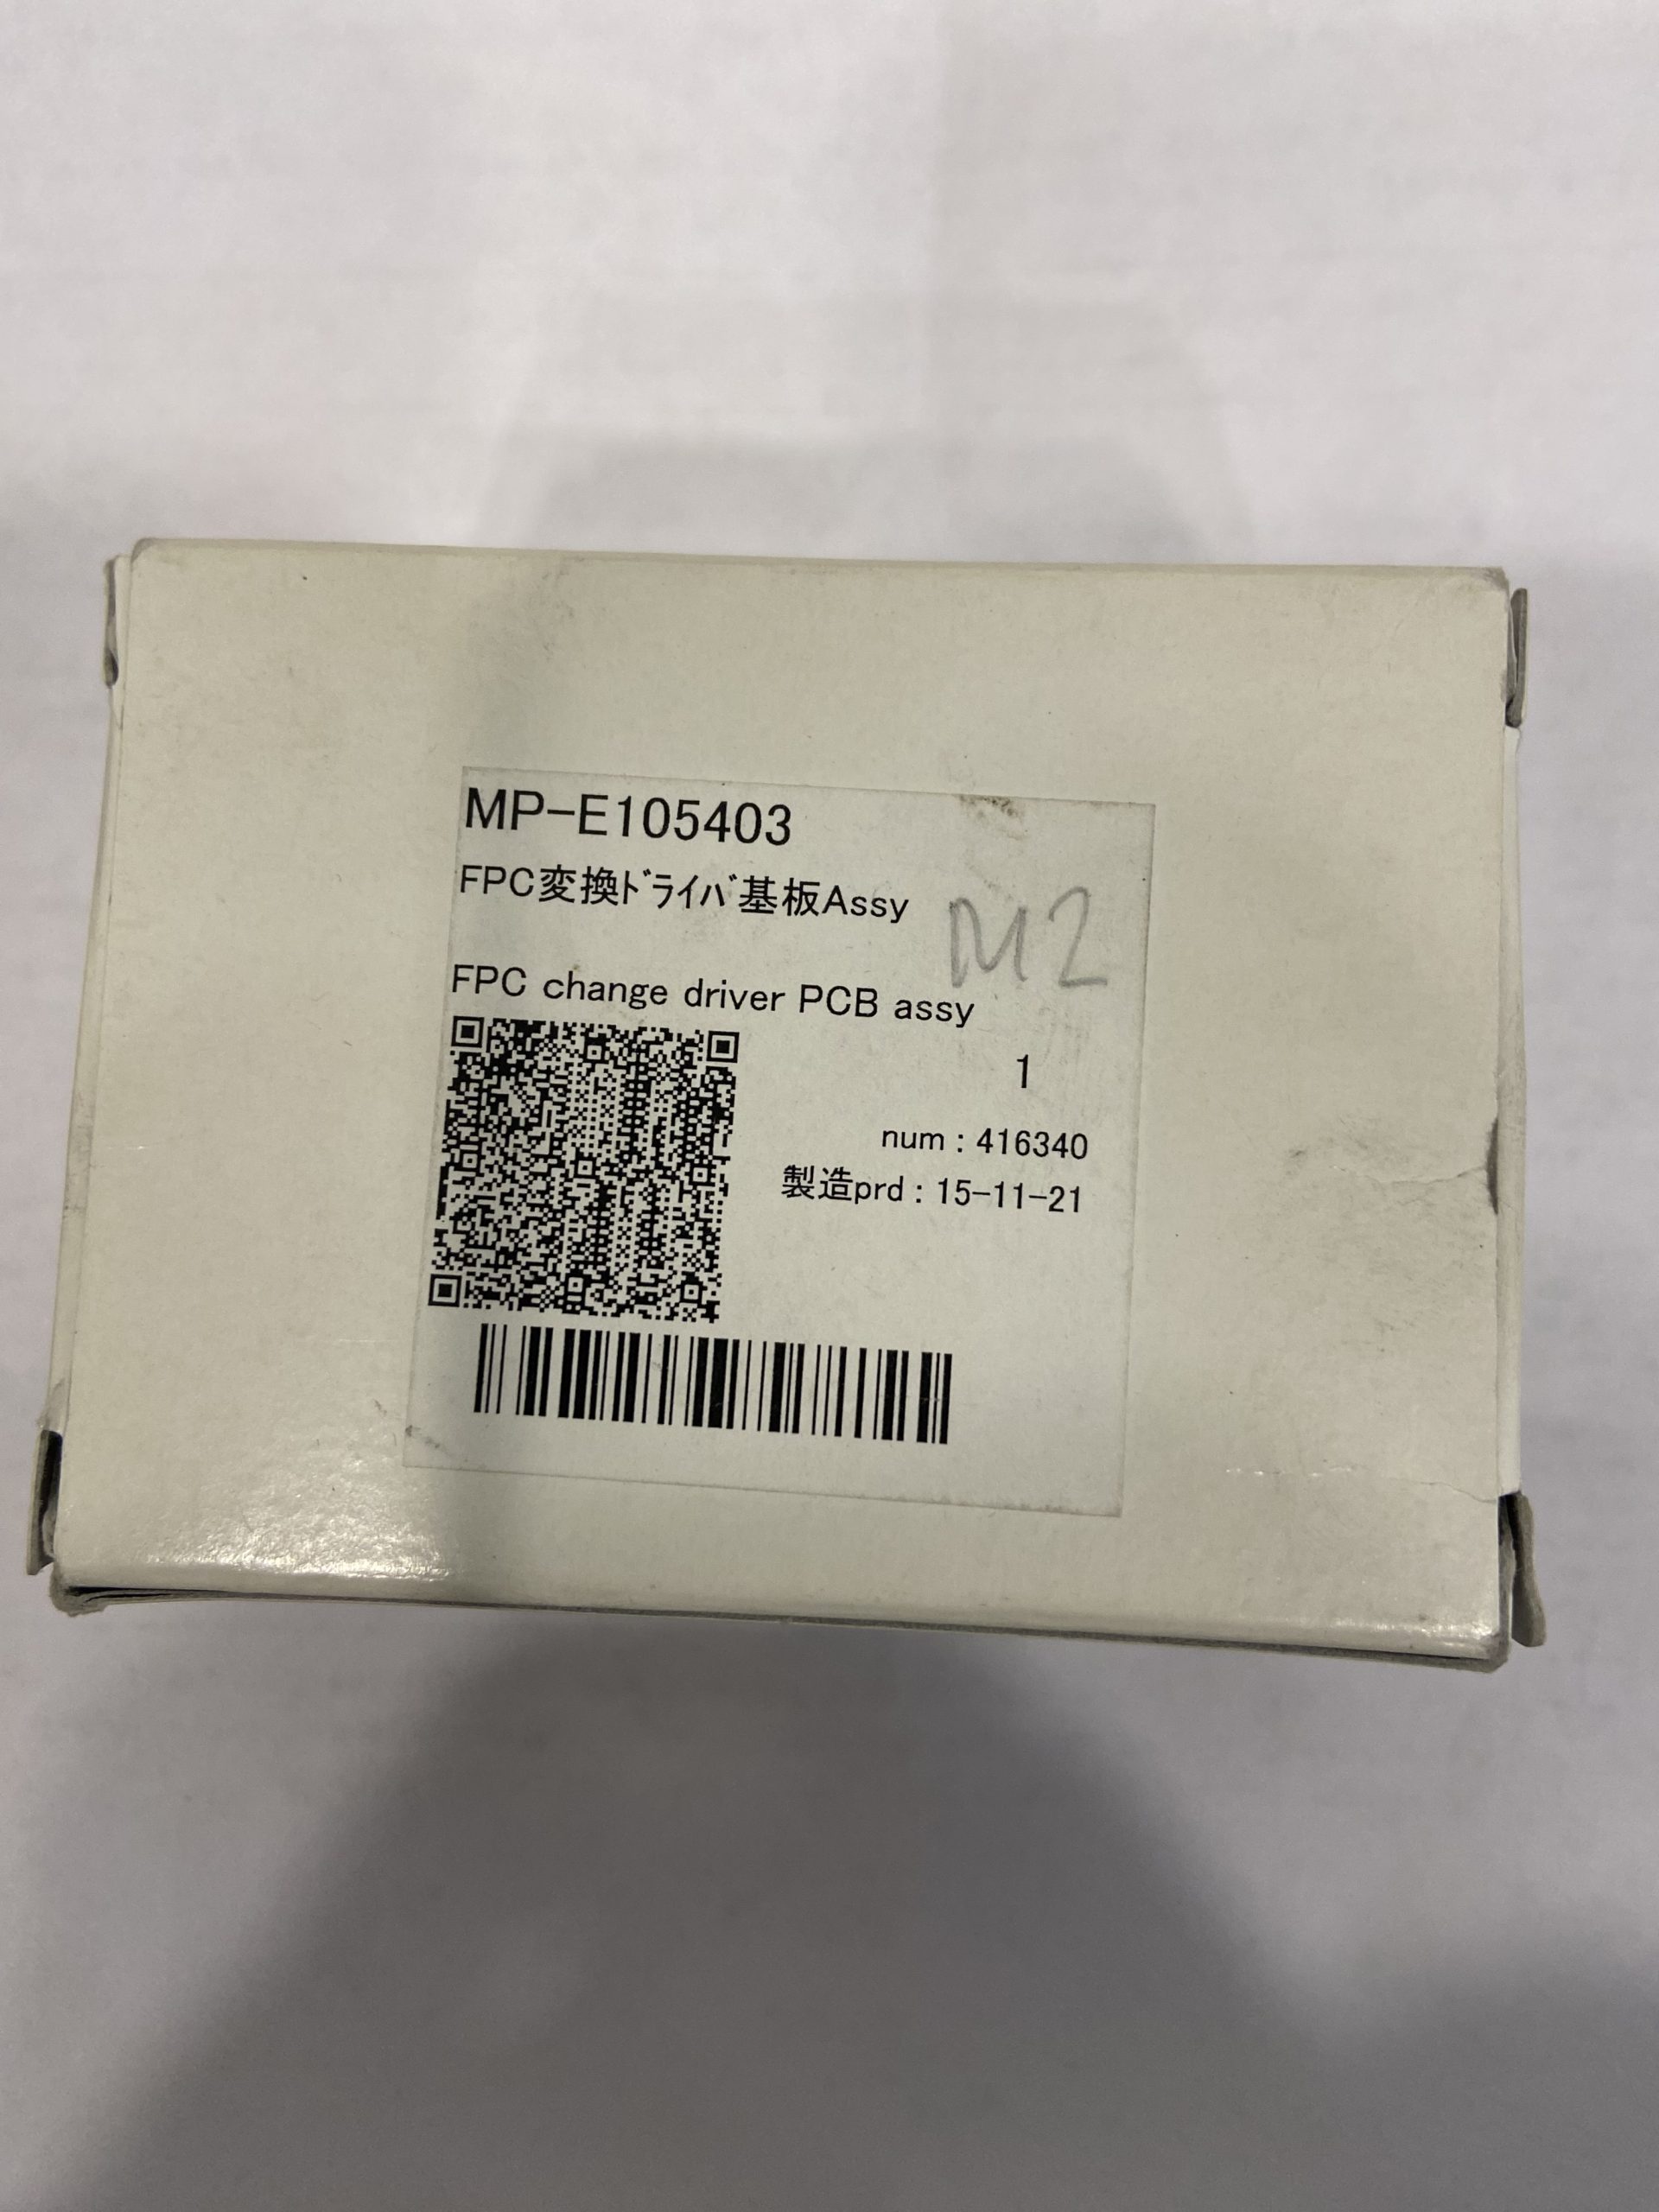 MP-E105403
FPC変換ﾄﾞﾗｲﾊﾞ基板Assy
M2
FPC change driver PCB assy
1
num : 416340
製造prd : 15-11-21